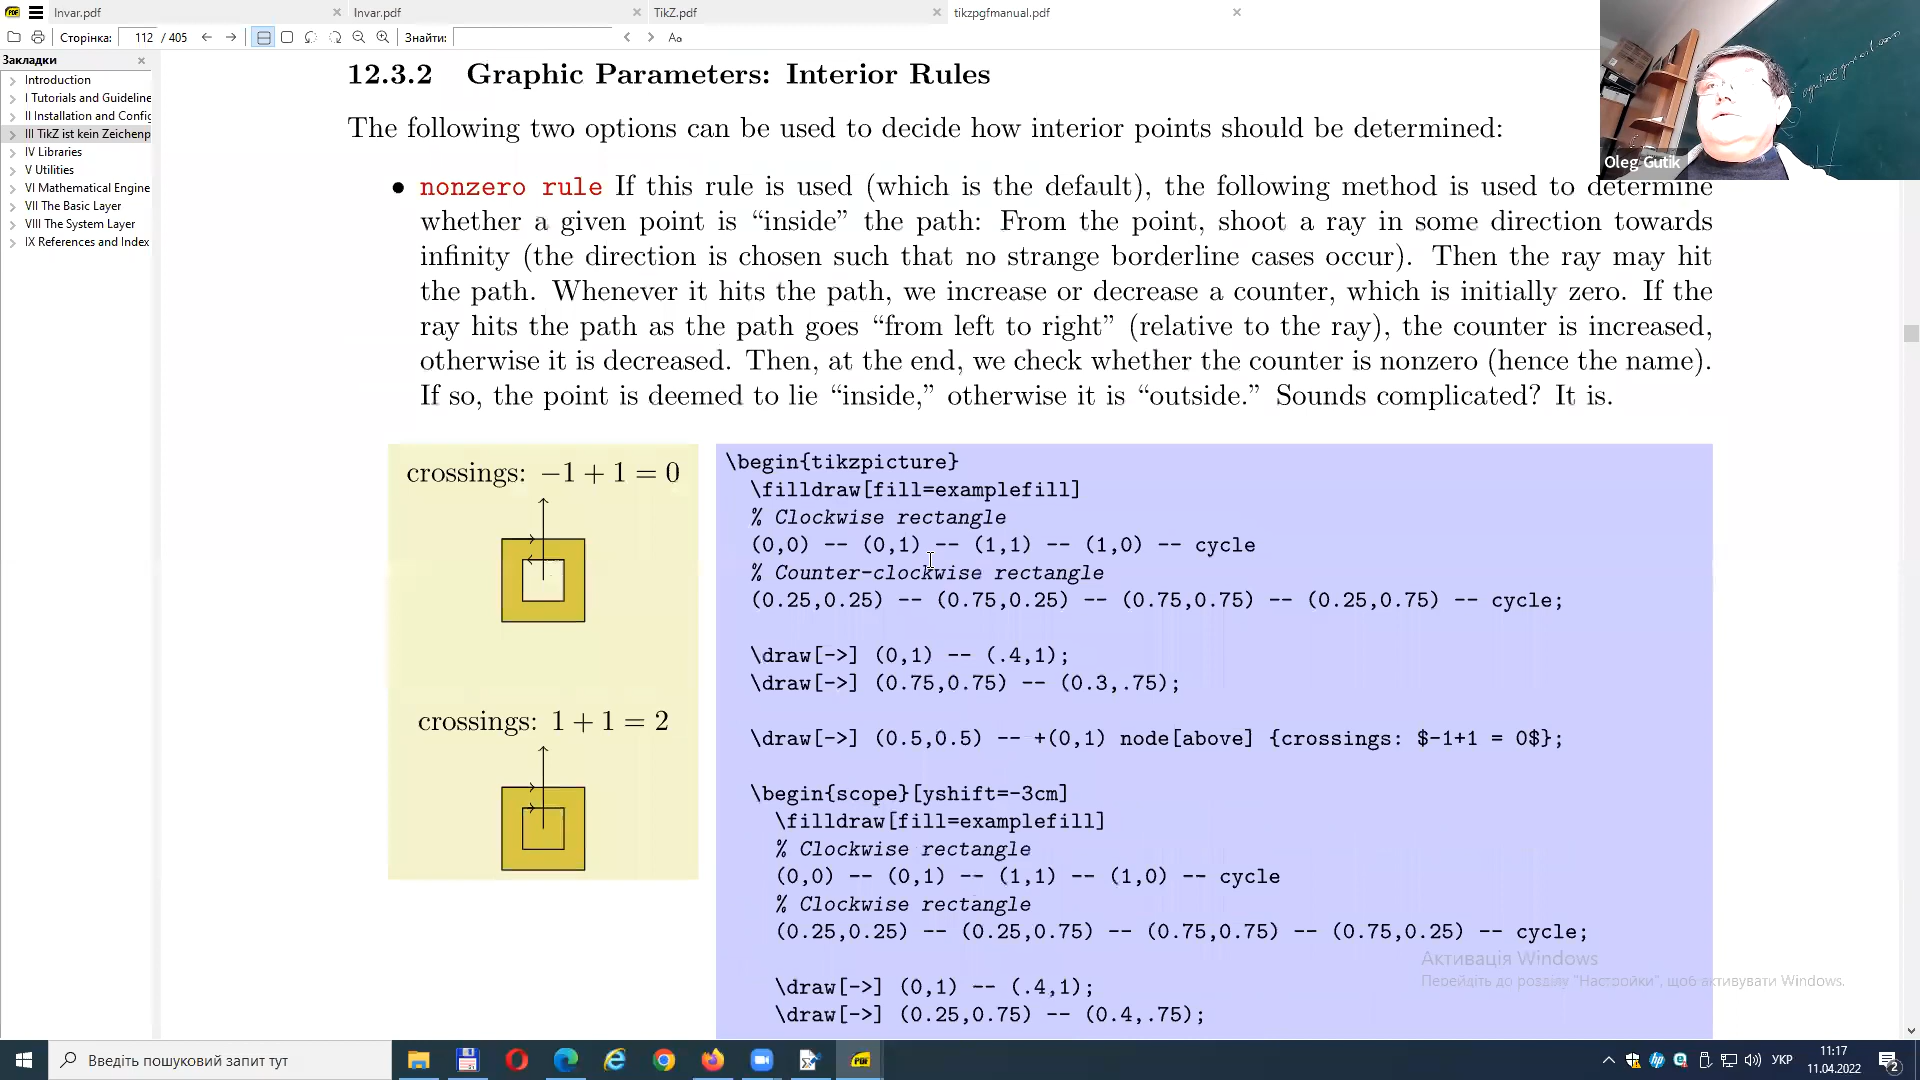 Invar.pdf
Invar.pdf
TikZ.pdf
tikzpgfmanual.pdf
Сторінка: 112 / 405
Знайти:
Закладки
Introduction
I Tutorials and Guideline
II Installation and Config
III TikZ ist kein Zeichenp
IV Libraries
V Utilities
VI Mathematical Engine
VII The Basic Layer
VIII The System Layer
IX References and Index
12.3.2 Graphic Parameters: Interior Rules
The following two options can be used to decide how interior points should be determined:
• nonzero rule If this rule is used (which is the default), the following method is used to determine
whether a given point is “inside” the path: From the point, shoot a ray in some direction towards
infinity (the direction is chosen such that no strange borderline cases occur). Then the ray may hit
the path. Whenever it hits the path, we increase or decrease a counter, which is initially zero. If the
ray hits the path as the path goes “from left to right” (relative to the ray), the counter is increased,
otherwise it is decreased. Then, at the end, we check whether the counter is nonzero (hence the name).
If so, the point is deemed to lie “inside,” otherwise it is “outside.” Sounds complicated? It is.
crossings: −1 + 1 = 0
crossings: 1 + 1 = 2
\begin{tikzpicture}
\filldraw[fill=examplefill]
% Clockwise rectangle
(0,0) -- (0,1) -- (1,1) -- (1,0) -- cycle
% Counter-clockwise rectangle
(0.25,0.25) -- (0.75,0.25) -- (0.75,0.75) -- (0.25,0.75) -- cycle;
\draw[->] (0,1) -- (.4,1);
\draw[->] (0.75,0.75) -- (0.3,.75);
\draw[->] (0.5,0.5) -- +(0,1) node[above] {crossings: $-1+1 = 0$};
\begin{scope}[yshift=-3cm]
\filldraw[fill=examplefill]
% Clockwise rectangle
(0,0) -- (0,1) -- (1,1) -- (1,0) -- cycle
% Clockwise rectangle
(0.25,0.25) -- (0.25,0.75) -- (0.75,0.75) -- (0.75,0.25) -- cycle;
\draw[->] (0,1) -- (.4,1);
\draw[->] (0.25,0.75) -- (0.4,.75);
Oleg Gutik
Активація Windows
Перейдіть до розділу "Настройки", щоб активувати Windows.
Введіть пошуковий запит тут
УКР
11:17
11.04.2022
2